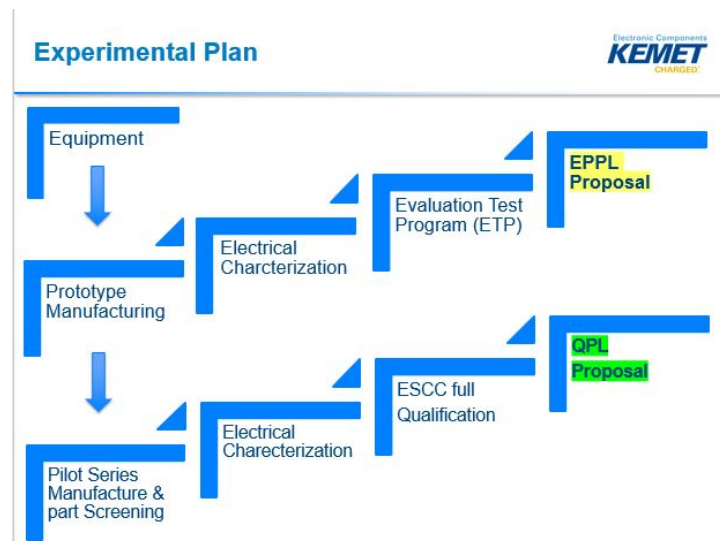 Experimental Plan
Electronic Components
KEMET
CHARGED.
Equipment
EPPL
Proposal
Evaluation Test
Program (ETP)
Electrical
Charcterization
Prototype
Manufacturing
QPL
Proposal
ESCC full
Qualification
Electrical
Charecterization
Pilot Series
Manufacture &
part Screening